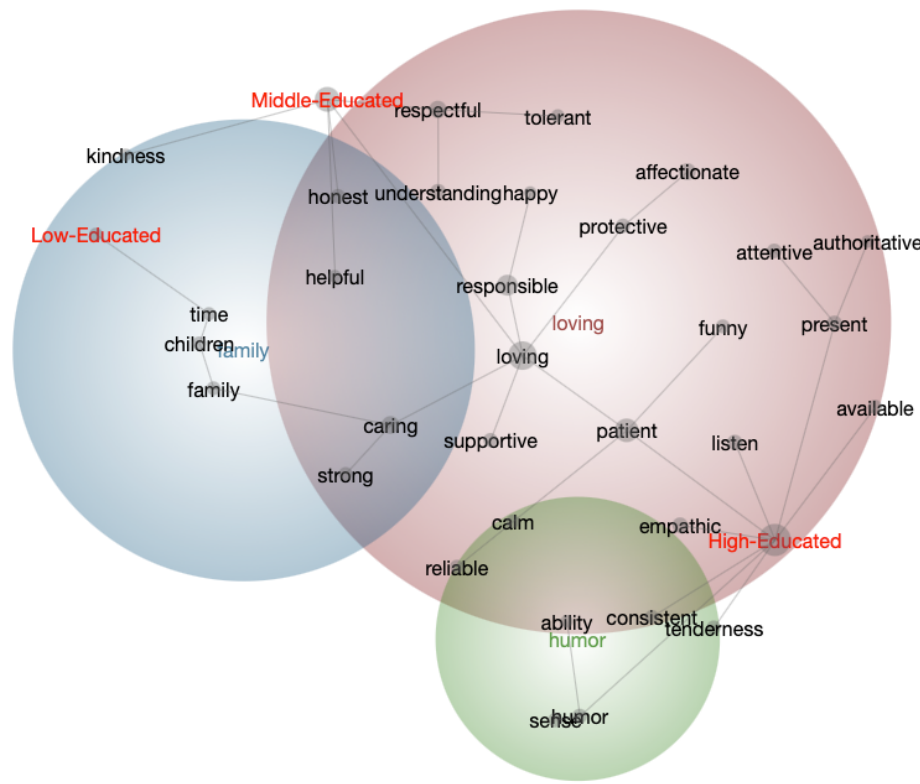 Middle-Educated
respectful
tolerant
kindness
affectionate
honest
understanding
happy
protective
Low-Educated
attentive
authoritative
helpful
responsible
time
loving
funny
present
children
family
loving
family
available
caring
supportive
patient
listen
strong
calm
empathic
High-Educated
reliable
ability
consistent
tenderness
humor
sense
humor